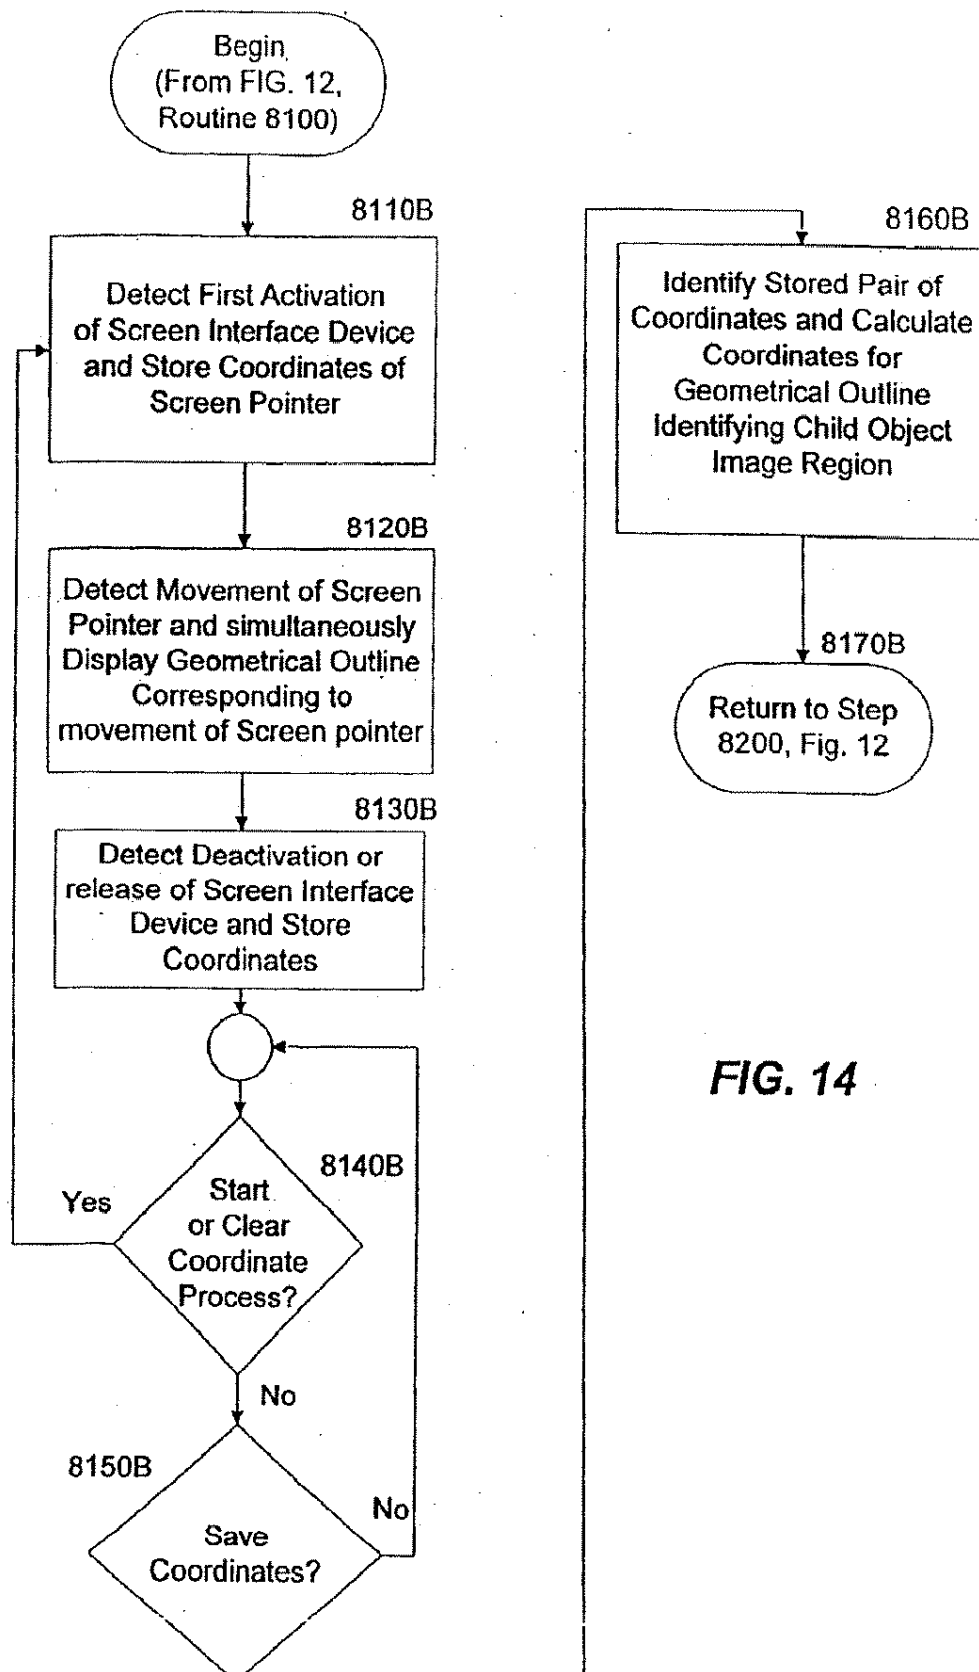 Begin
(From FIG. 12,
Routine 8100)
8110B
Detect First Activation
of Screen Interface Device
and Store Coordinates of
Screen Pointer
8120B
Detect Movement of Screen
Pointer and simultaneously
Display Geometrical Outline
Corresponding to
movement of Screen pointer
8130B
Detect Deactivation or
release of Screen Interface
Device and Store
Coordinates
8140B
Yes
Start
or Clear
Coordinate
Process?
No
8150B
No
Save
Coordinates?
8160B
Identify Stored Pair of
Coordinates and Calculate
Coordinates for
Geometrical Outline
Identifying Child Object
Image Region
8170B
Return to Step
8200, Fig. 12
FIG. 14